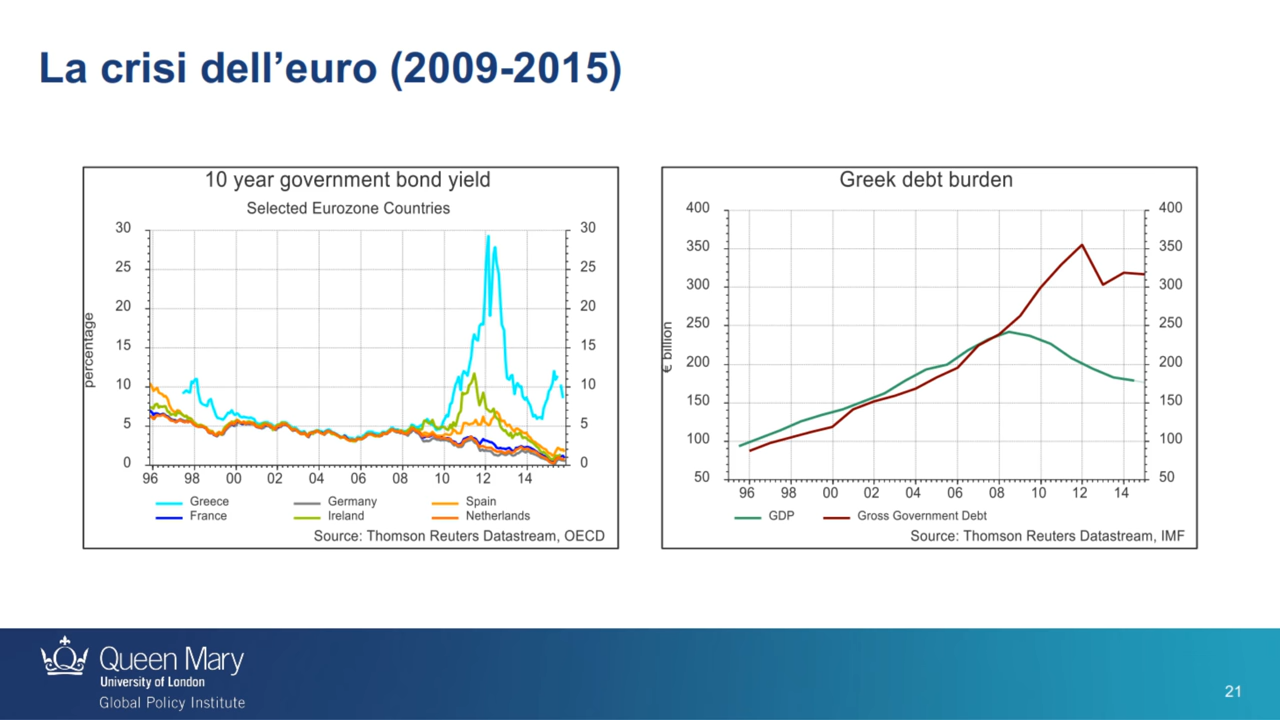 La crisi dell’euro (2009-2015)
10 year government bond yield
Selected Eurozone Countries
percentage
30 30
25 25
20 20
15 15
10 10
5 5
0 0
96 98 00 02 04 06 08 10 12 14
Greece Germany Spain
France Ireland Netherlands
Source: Thomson Reuters Datastream, OECD
Greek debt burden
€ billion
400 400
350 350
300 300
250 250
200 200
150 150
100 100
50 50
96 98 00 02 04 06 08 10 12 14
GDP Gross Government Debt
Source: Thomson Reuters Datastream, IMF
Queen Mary
University of London
Global Policy Institute
21